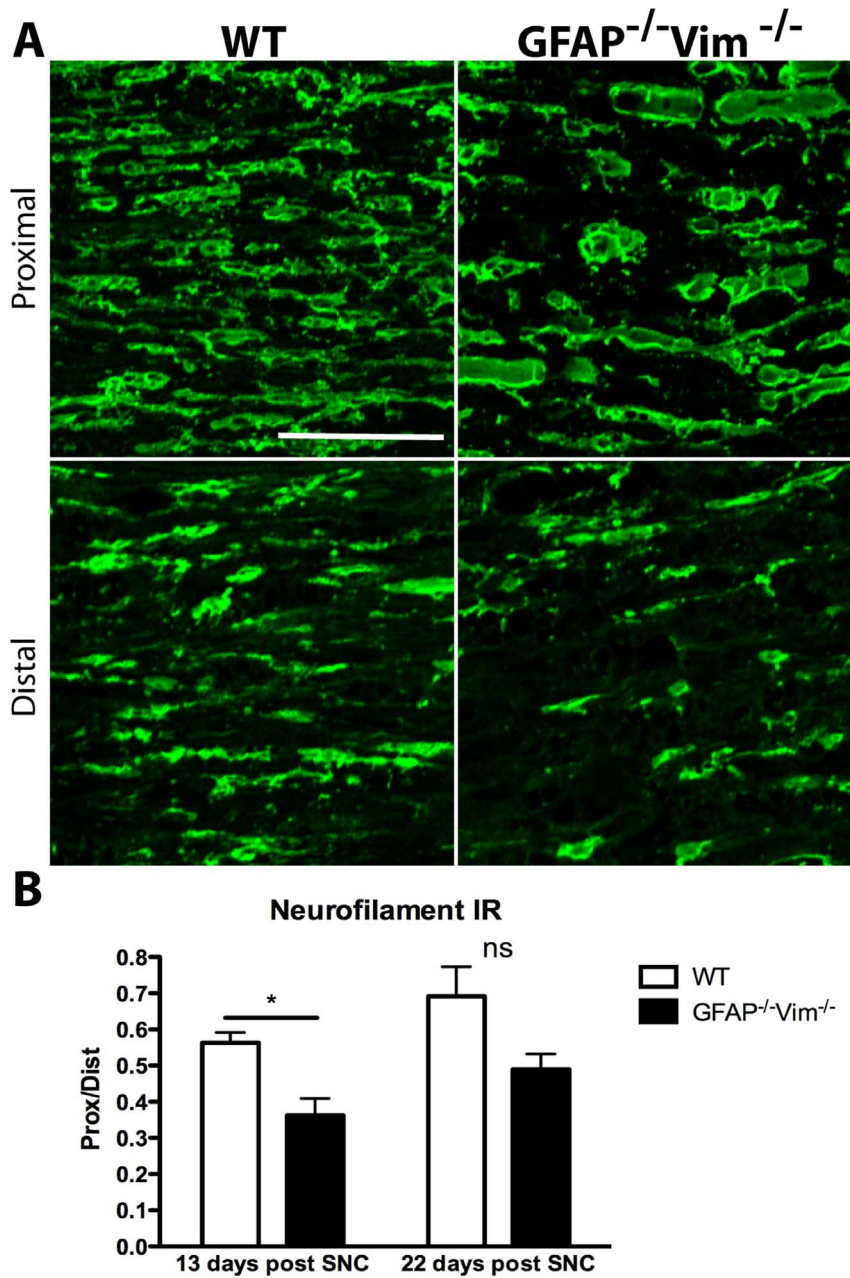 A
WT
GFAP-/-Vim -/-
Proximal
Distal
B
Neurofilament IR
0.8
0.7
0.6
0.5
0.4
0.3
0.2
0.1
0.0
Prox/Dist
*
ns
13 days post SNC
22 days post SNC
WT
GFAP-/-Vim-/-